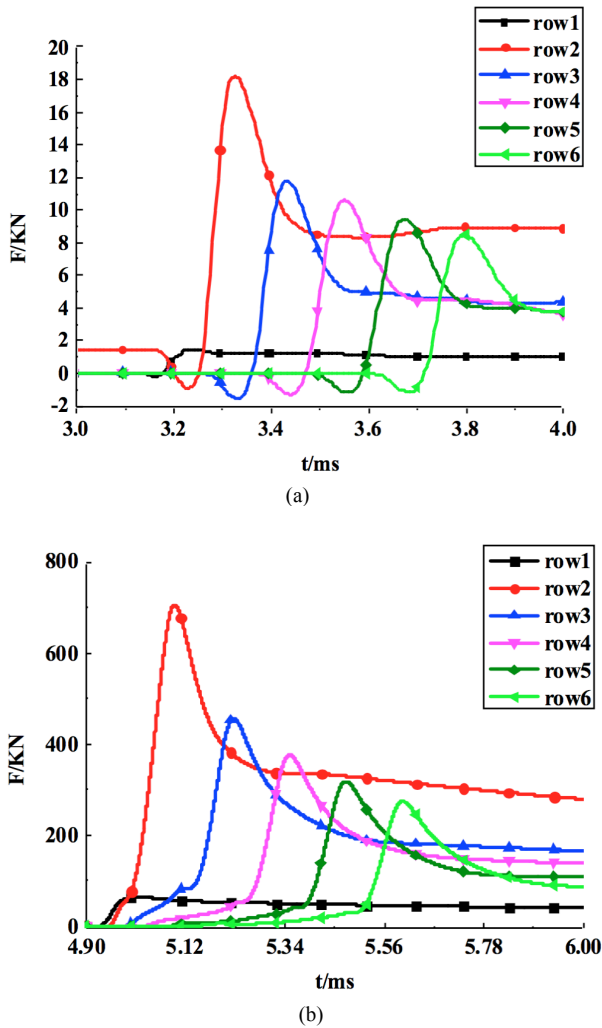 row1
row2
row3
row4
row5
row6
20
18
16
14
12
10
8
6
4
2
0
-2
F/KN
3.0 3.2 3.4 3.6 3.8 4.0
t/ms
(a)
row1
row2
row3
row4
row5
row6
800
600
400
200
0
F/KN
4.90 5.12 5.34 5.56 5.78 6.00
t/ms
(b)